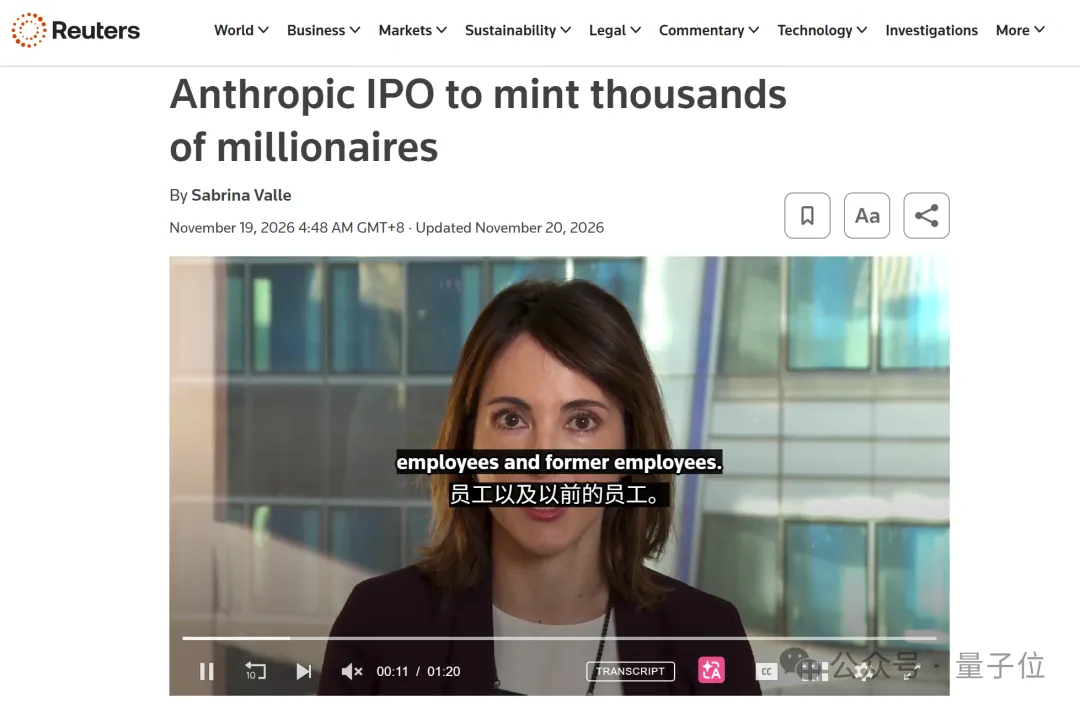 Reuters
World Business Markets Sustainability Legal Commentary Technology Investigations More
Anthropic IPO to mint thousands
of millionaires
By Sabrina Valle
November 19, 2026 4:48 AM GMT+8 · Updated November 20, 2026
Aa
employees and former employees.
员工以及以前的员工。
10
00:11 / 01:20
TRANSCRIPT
CC
公众号 · 量子位